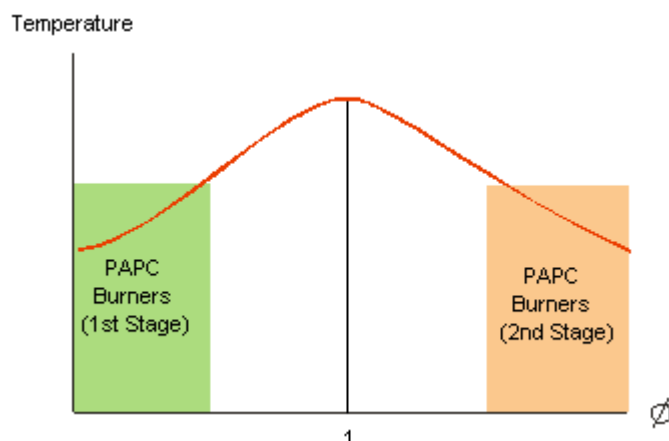 Temperature
PAPC
Burners
(1st Stage)
PAPC
Burners
(2nd Stage)
1
Ø